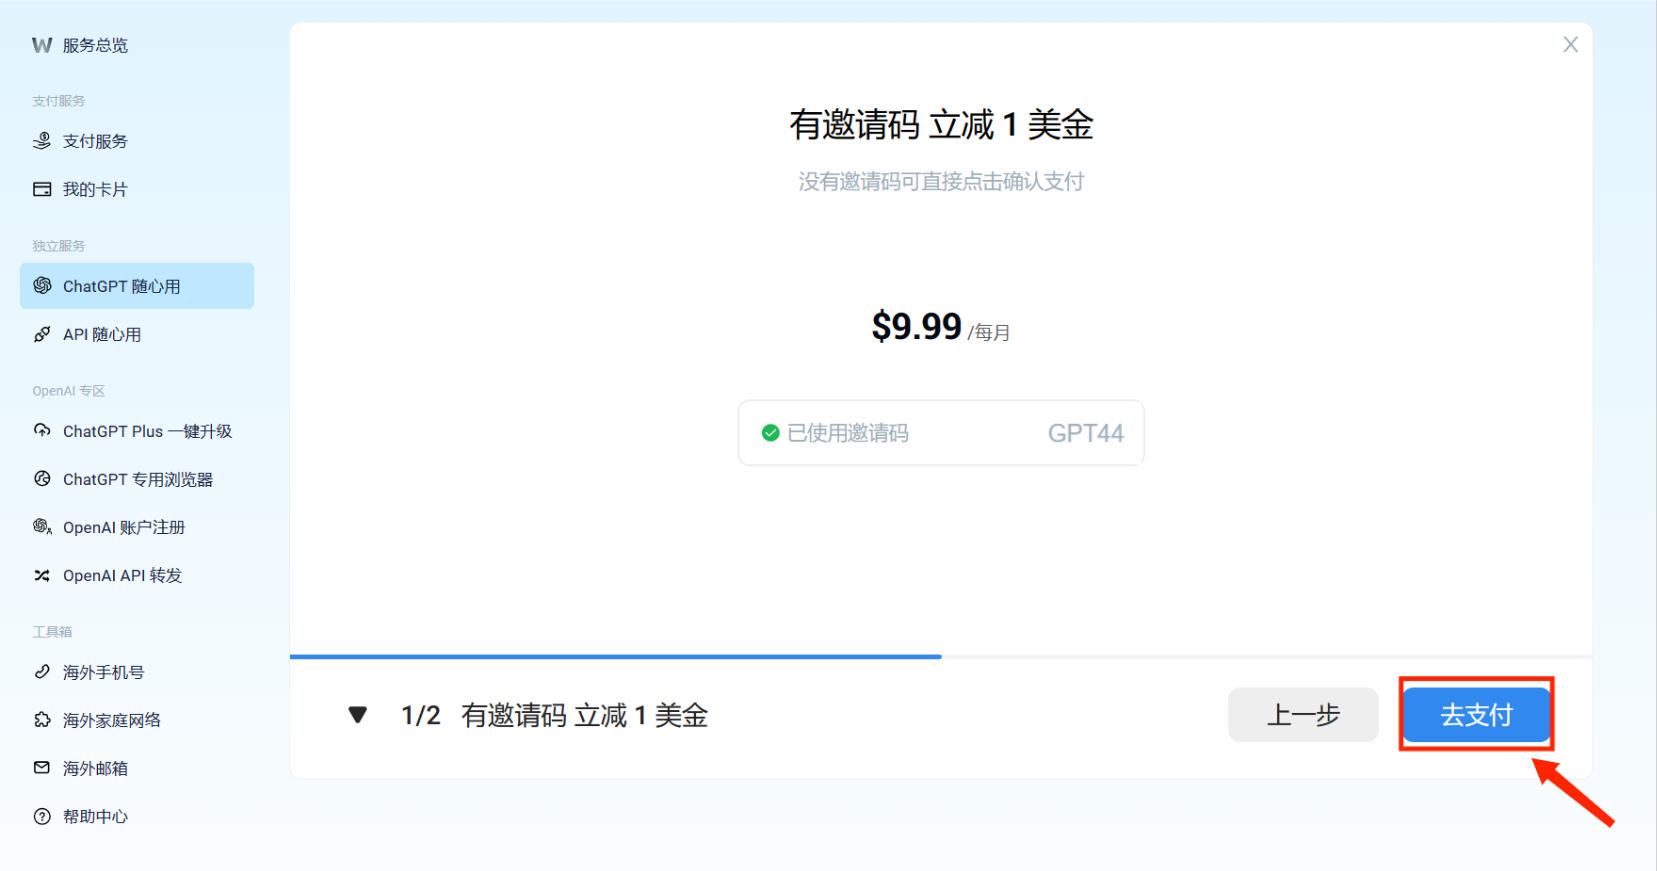 服务总览
支付服务
支付服务
我的卡片
独立服务
ChatGPT 随心用
API 随心用
OpenAI 专区
ChatGPT Plus 一键升级
ChatGPT 专用浏览器
OpenAI 账户注册
OpenAI API 转发
工具箱
海外手机号
海外家庭网络
海外邮箱
帮助中心
X
有邀请码 立减 1 美金
没有邀请码可直接点击确认支付
$9.99 /每月
已使用邀请码 GPT44
▼ 1/2 有邀请码 立减 1 美金
上一步
去支付